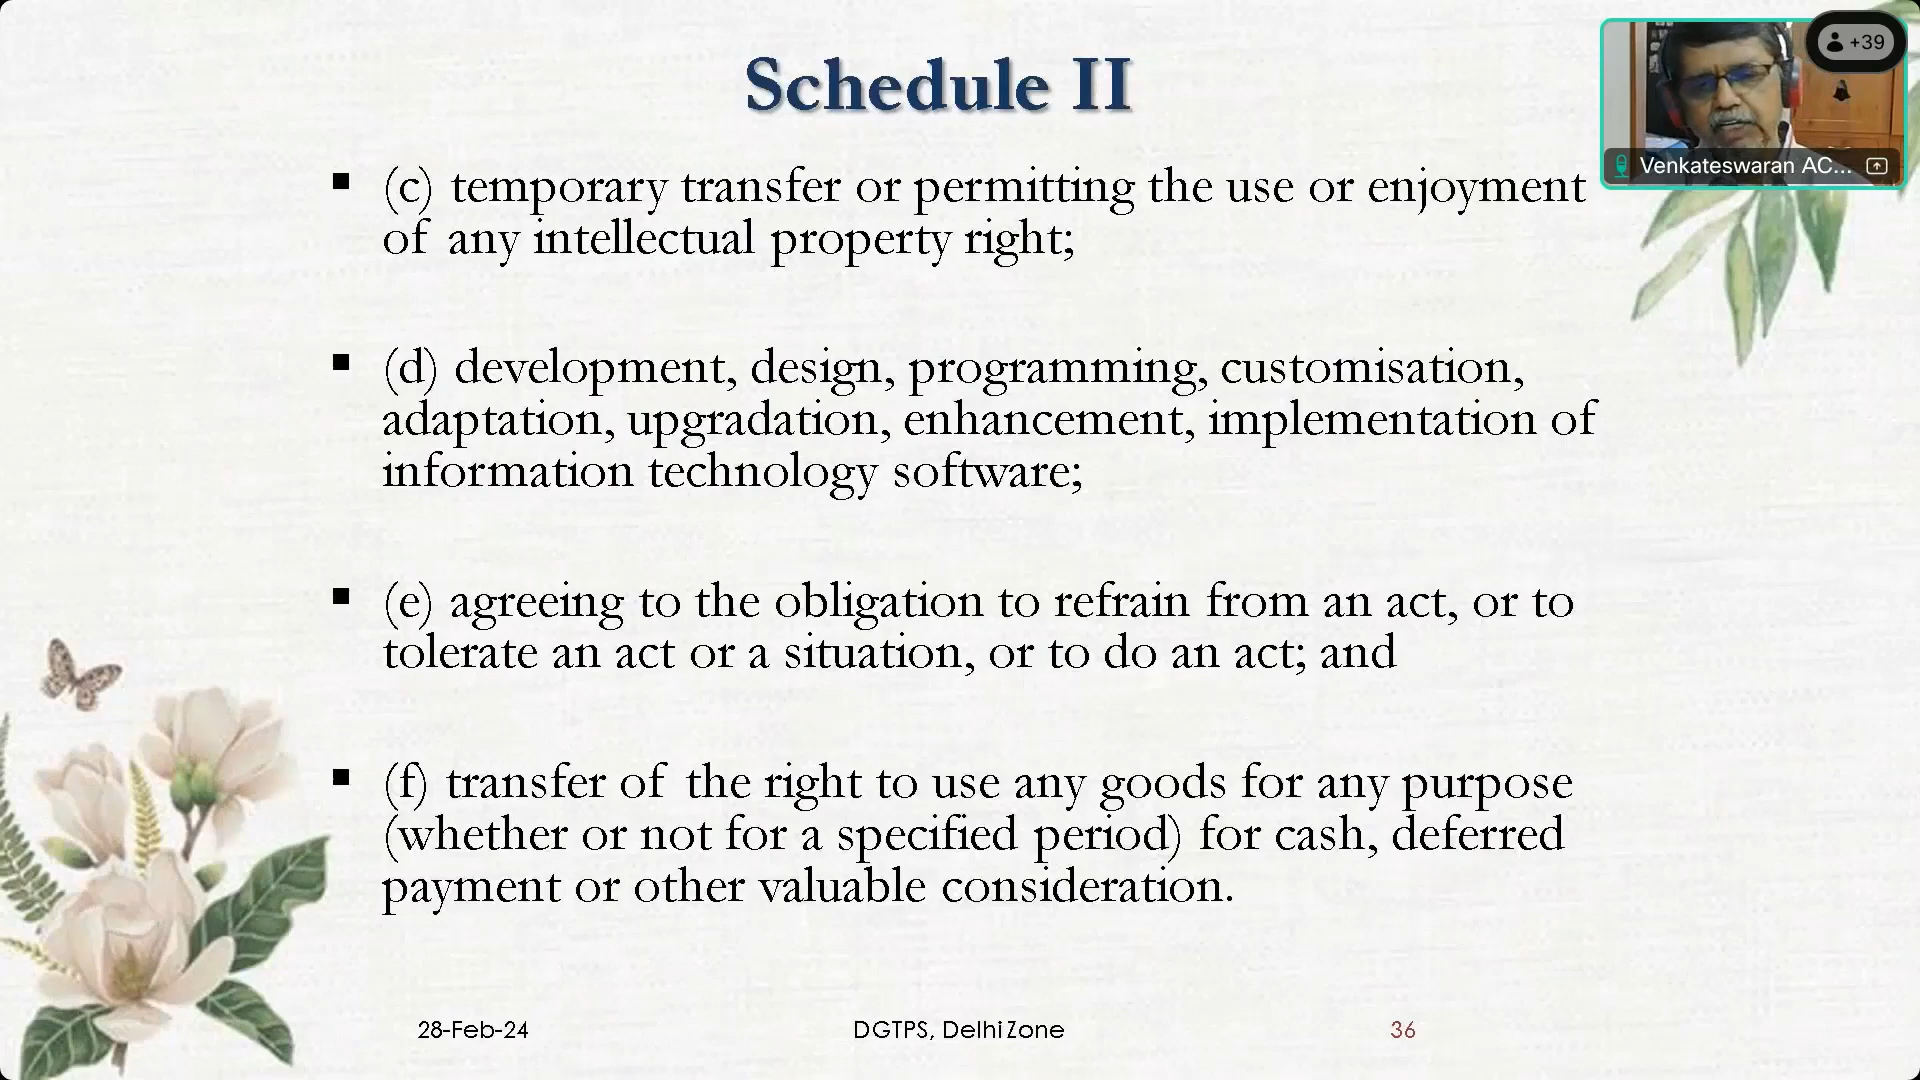 Schedule II
+39
Venkateswaran AC...
▪ (c) temporary transfer or permitting the use or enjoyment
of any intellectual property right;
▪ (d) development, design, programming, customisation,
adaptation, upgradation, enhancement, implementation of
information technology software;
▪ (e) agreeing to the obligation to refrain from an act, or to
tolerate an act or a situation, or to do an act; and
▪ (f) transfer of the right to use any goods for any purpose
(whether or not for a specified period) for cash, deferred
payment or other valuable consideration.
28-Feb-24 DGTPS, Delhi Zone 36